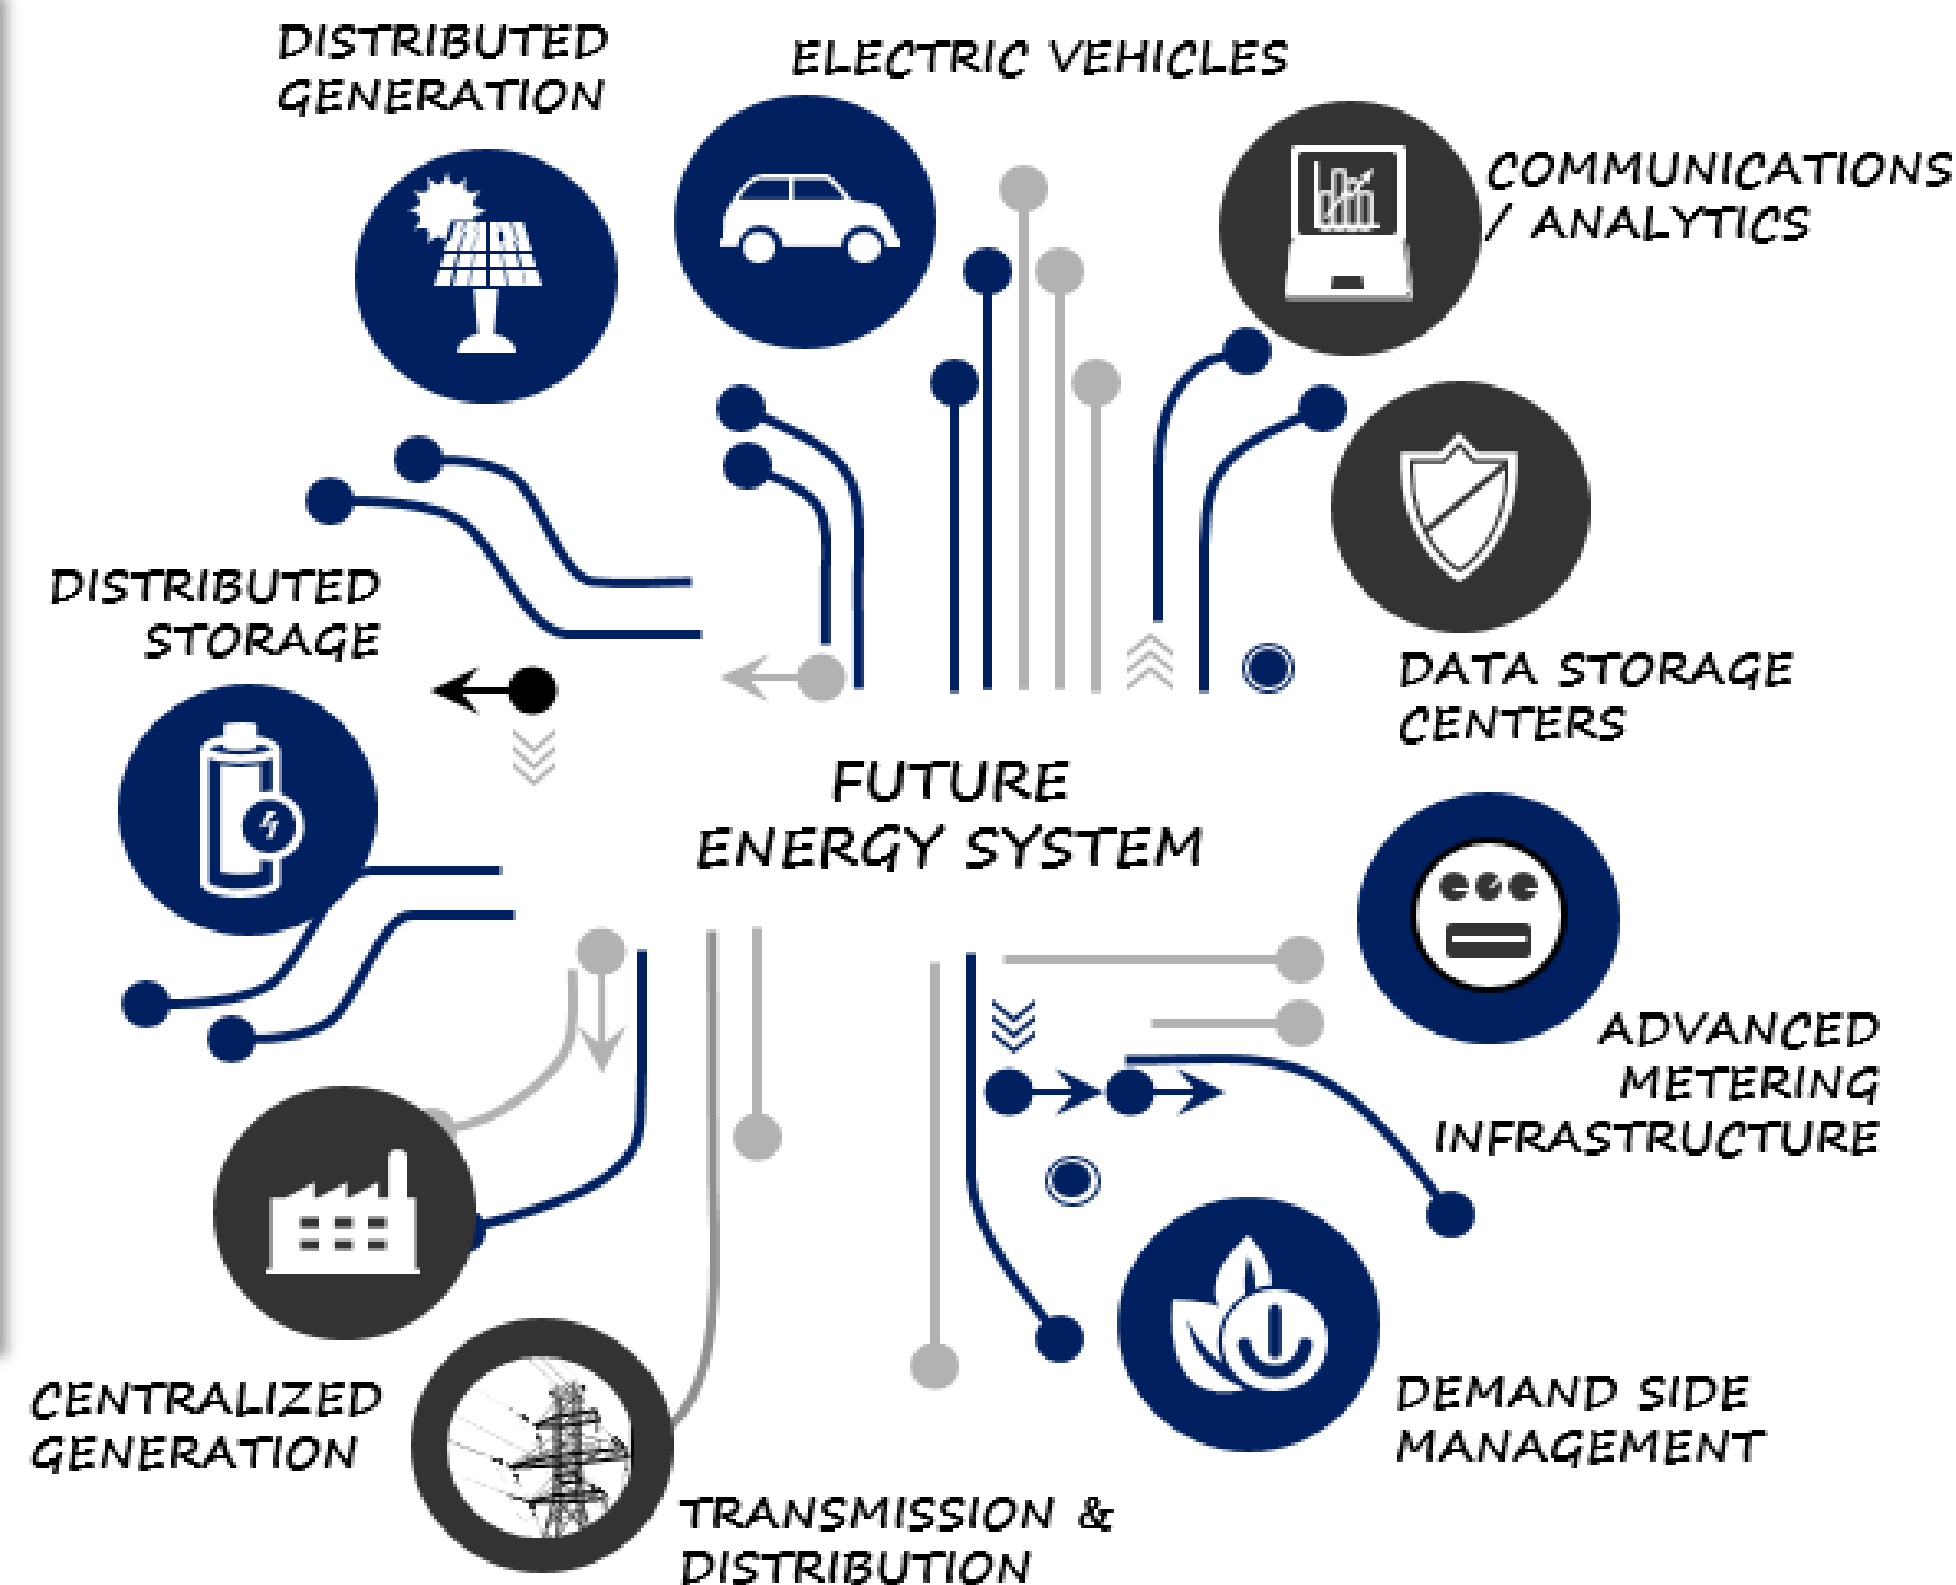 DISTRIBUTED
GENERATION
ELECTRIC VEHICLES
COMMUNICATIONS
/ ANALYTICS
DISTRIBUTED
STORAGE
DATA STORAGE
CENTERS
FUTURE
ENERGY SYSTEM
ADVANCED
METERING
INFRASTRUCTURE
CENTRALIZED
GENERATION
DEMAND SIDE
MANAGEMENT
TRANSMISSION &
DISTRIBUTION